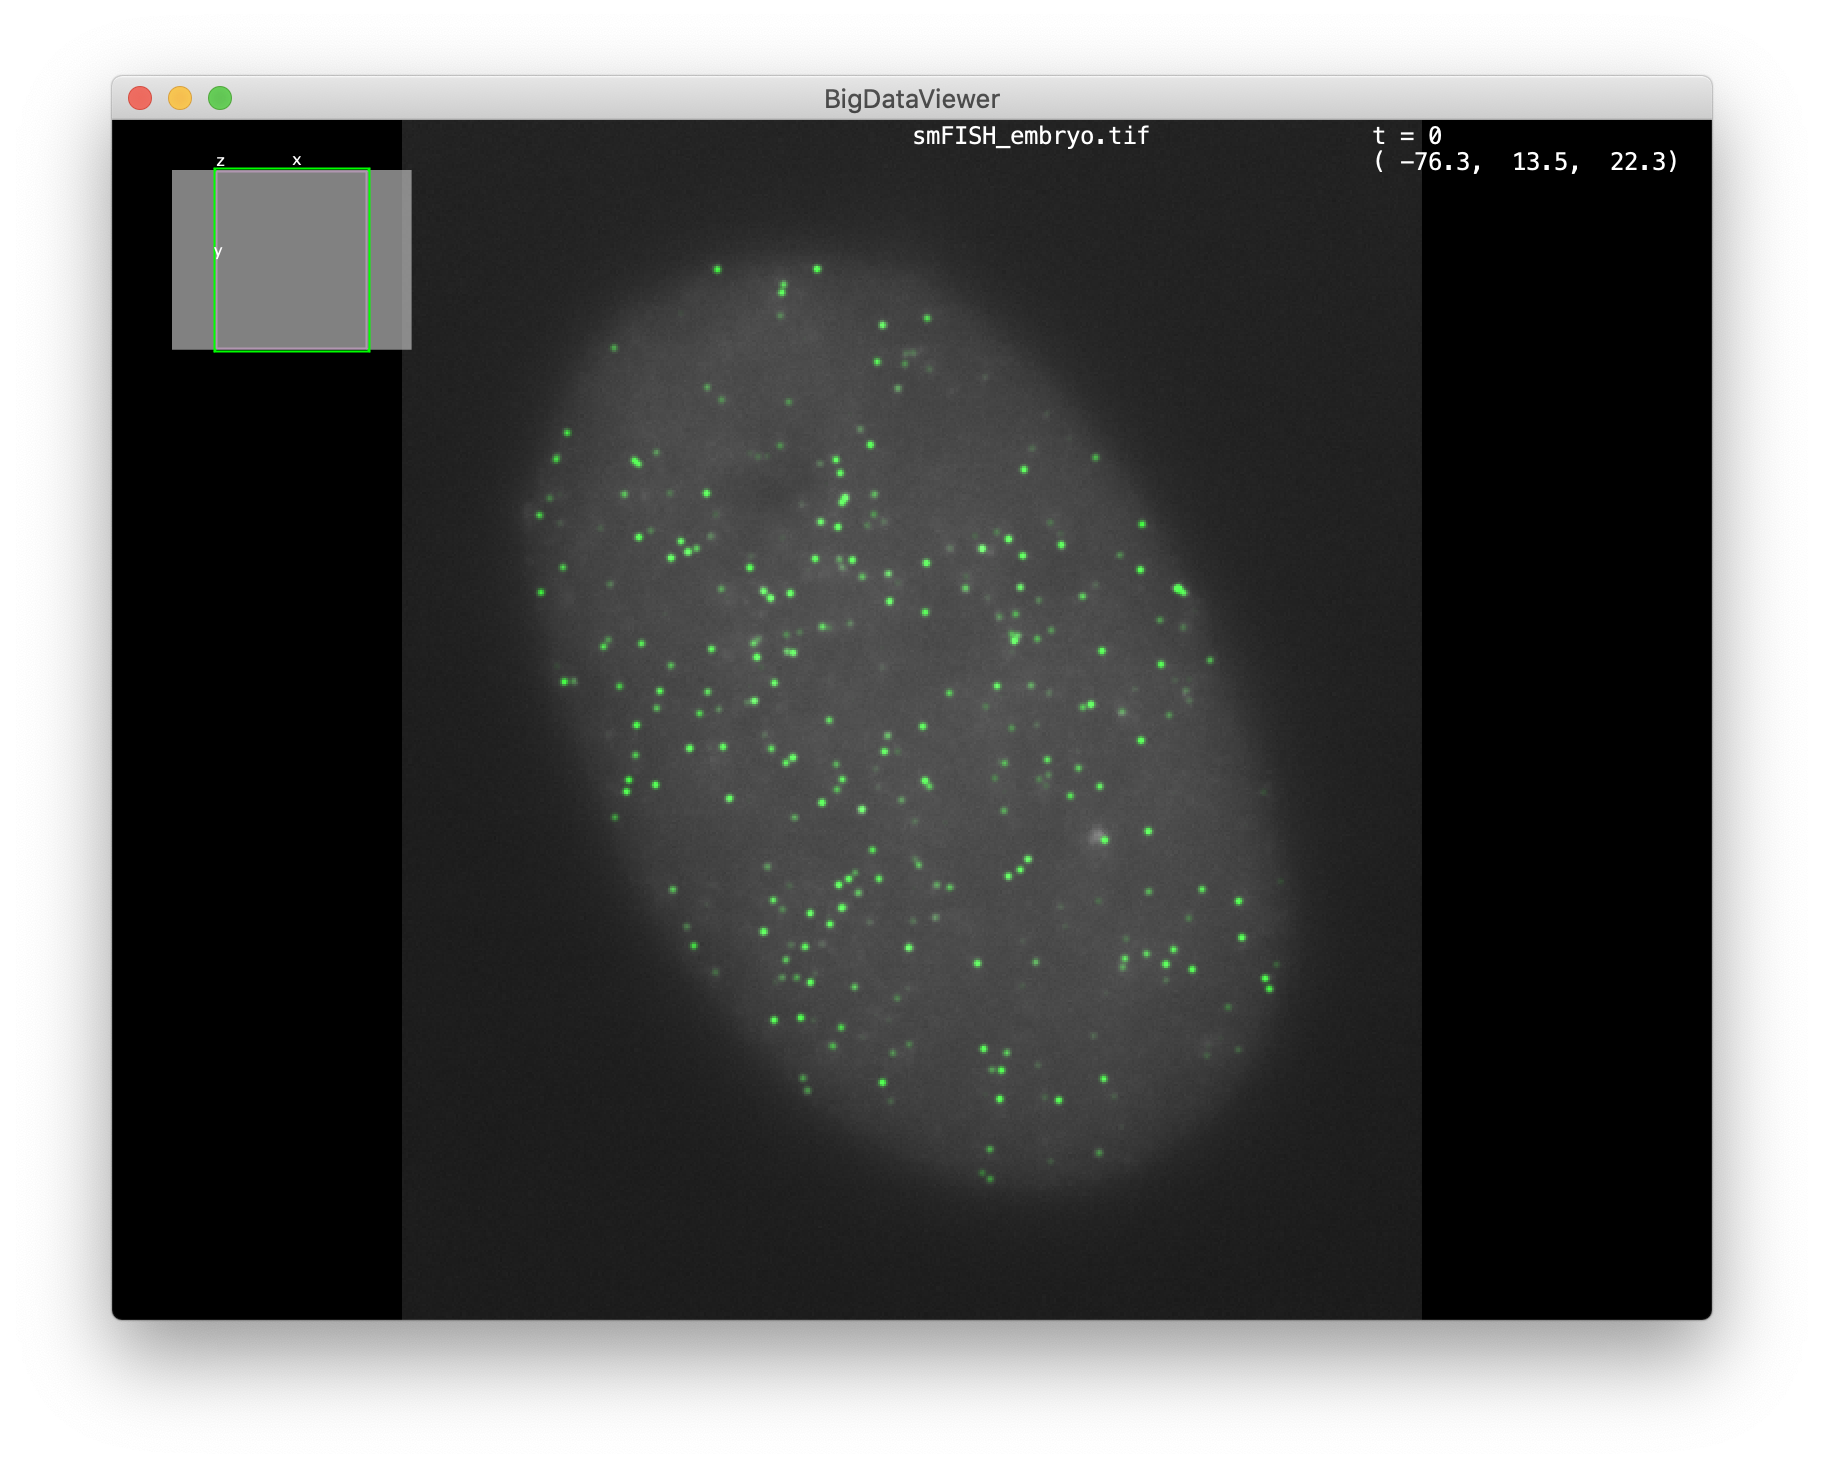 BigDataViewer
smFISH_embryo.tif
t = 0
( -76.3, 13.5, 22.3)
z
x
y